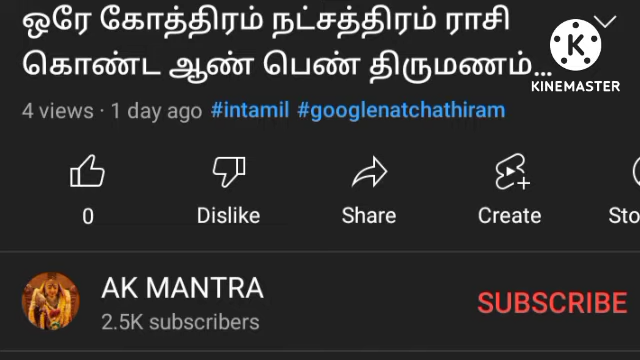 ஒரே கோத்திரம் நட்சத்திரம் ராசி
கொண்ட ஆண் பெண் திருமணம்...
K
KINEMASTER
4 views · 1 day ago #intamil #googlenatchathiram
0 Dislike Share Create Sto
AK MANTRA
2.5K subscribers
SUBSCRIBE